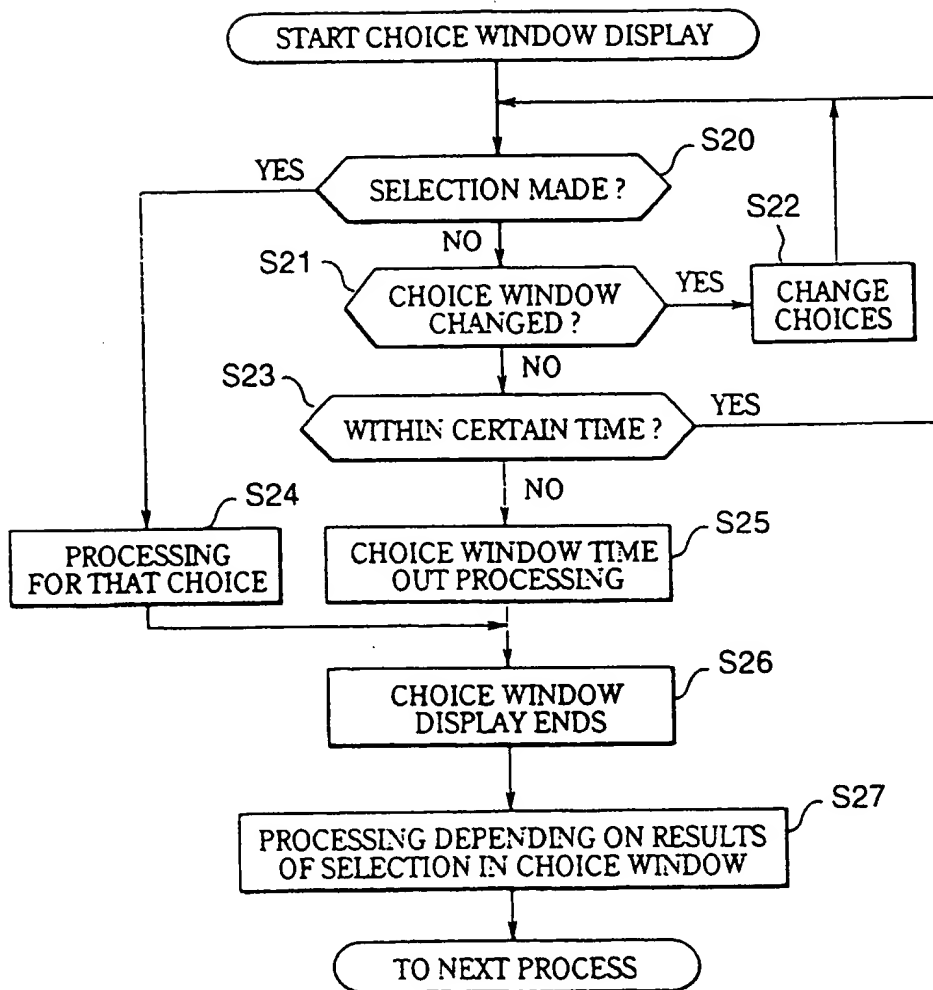 START CHOICE WINDOW DISPLAY
S20
YES
SELECTION MADE ?
S22
NO
S21
CHOICE WINDOW
CHANGED ?
YES
CHANGE
CHOICES
NO
S23
WITHIN CERTAIN TIME ?
YES
NO
S24
S25
PROCESSING
FOR THAT CHOICE
CHOICE WINDOW TIME
OUT PROCESSING
S26
CHOICE WINDOW
DISPLAY ENDS
S27
PROCESSING DEPENDING ON RESULTS
OF SELECTION IN CHOICE WINDOW
TO NEXT PROCESS